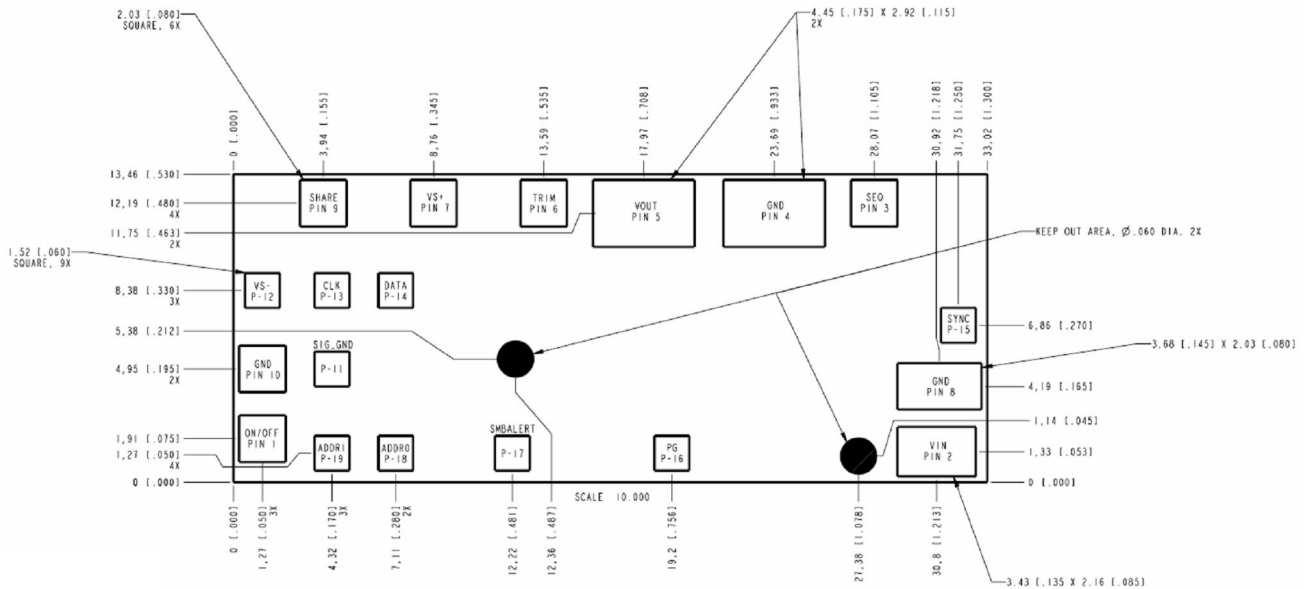 2.03 [.080]
SQUARE, 6X
4.45 [.175] X 2.92 [.115]
2X
0 [.000]
3,94 [.155]
8,76 [.345]
13,59 [.535]
17,97 [.708]
23,69 [.933]
28,07 [1.105]
30,92 [1.218]
31,75 [1.250]
33,02 [1.300]
13,46 [.530]
12,19 [.480]
4X
11,75 [.463]
2X
SHARE
PIN 9
VS+
PIN 7
TRIM
PIN 6
VOUT
PIN 5
GND
PIN 4
SEQ
PIN 3
KEEP OUT AREA, Ø.060 DIA. 2X
1.52 [.060]
SQUARE, 9X
8,38 [.330]
3X
VS-
P-12
CLK
P-13
DATA
P-14
5,38 [.212]
SYNC
P-15
6,86 [.270]
3.68 [.145] X 2.03 [.080]
4,95 [.195]
2X
GND
PIN 10
SIG_GND
P-11
GND
PIN 8
4,19 [.165]
1,14 [.045]
1,91 [.075]
1,27 [.050]
4X
ON/OFF
PIN 1
ADDR1
P-19
ADDR0
P-18
SMBALERT
P-17
PG
P-16
VIN
PIN 2
1,33 [.053]
0 [.000]
SCALE 10.000
0 [.000]
0 [.000]
1,27 [.050]
3X
4,32 [.170]
3X
7,11 [.280]
2X
12,22 [.481]
12,36 [.487]
19,2 [.756]
27,38 [1.078]
30,8 [1.213]
3.43 [.135 X 2.16 [.085]